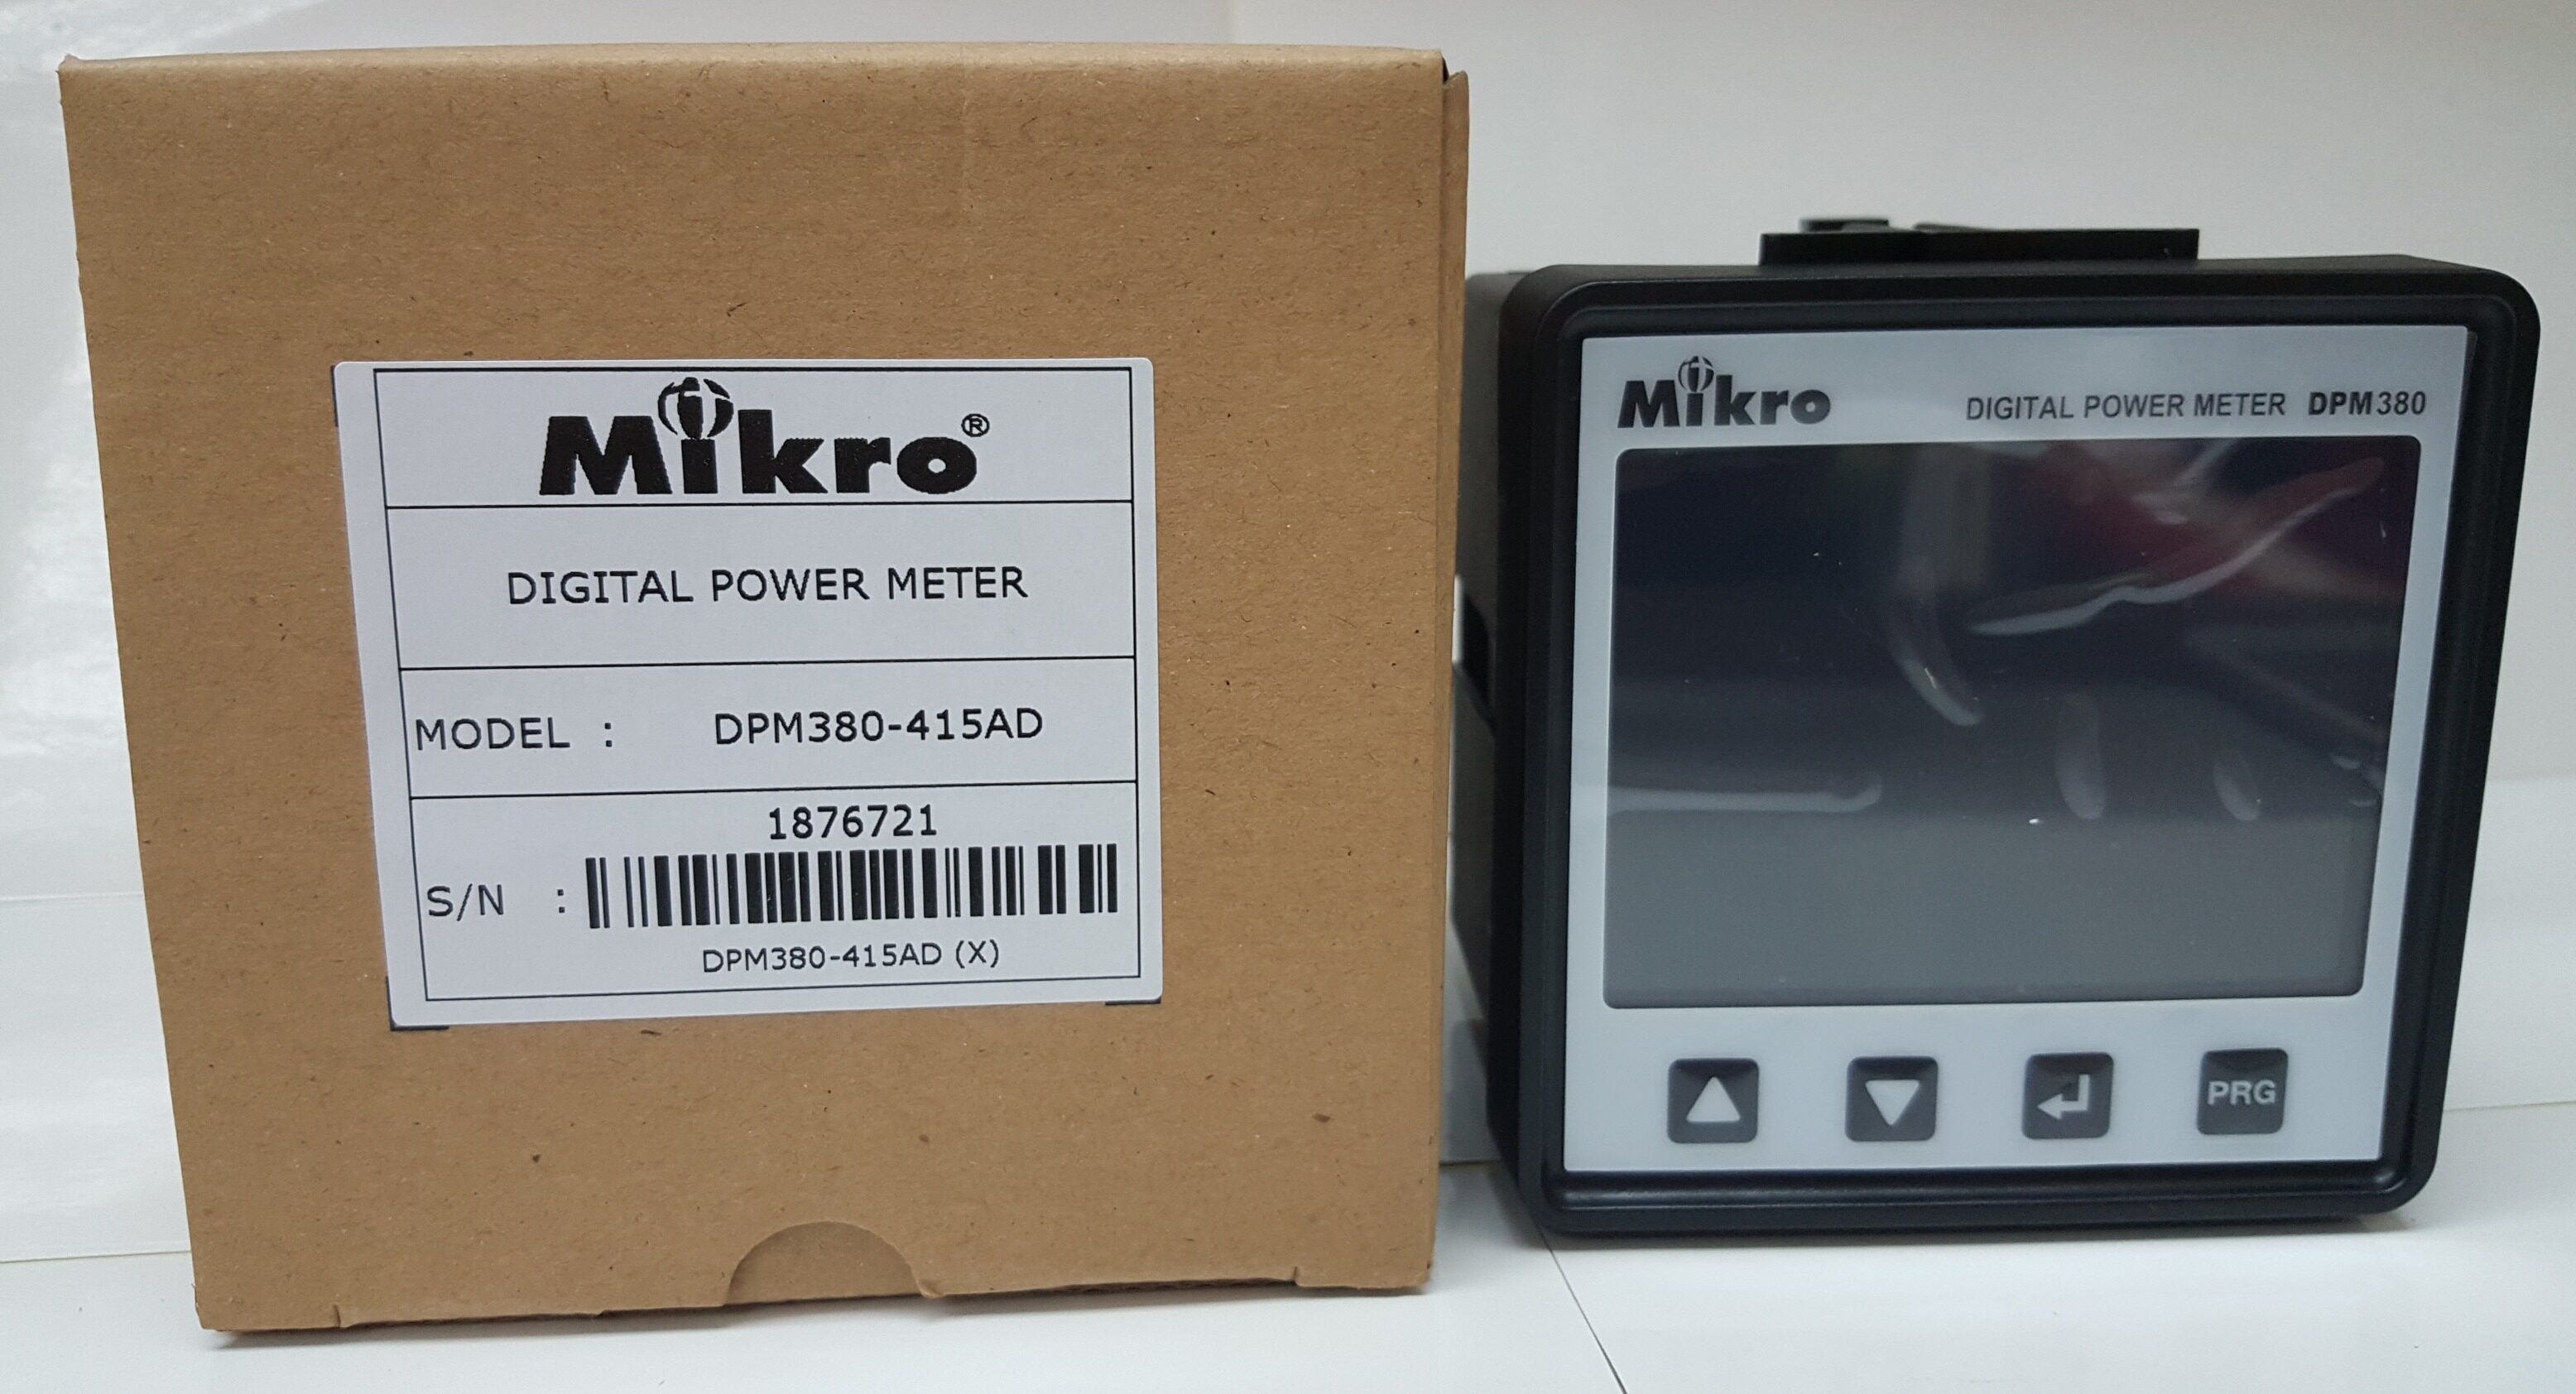 Mikro®
DIGITAL POWER METER
MODEL : DPM380-415AD
1876721
S/N :
DPM380-415AD (X)
Mikro DIGITAL POWER METER DPM380
PRG